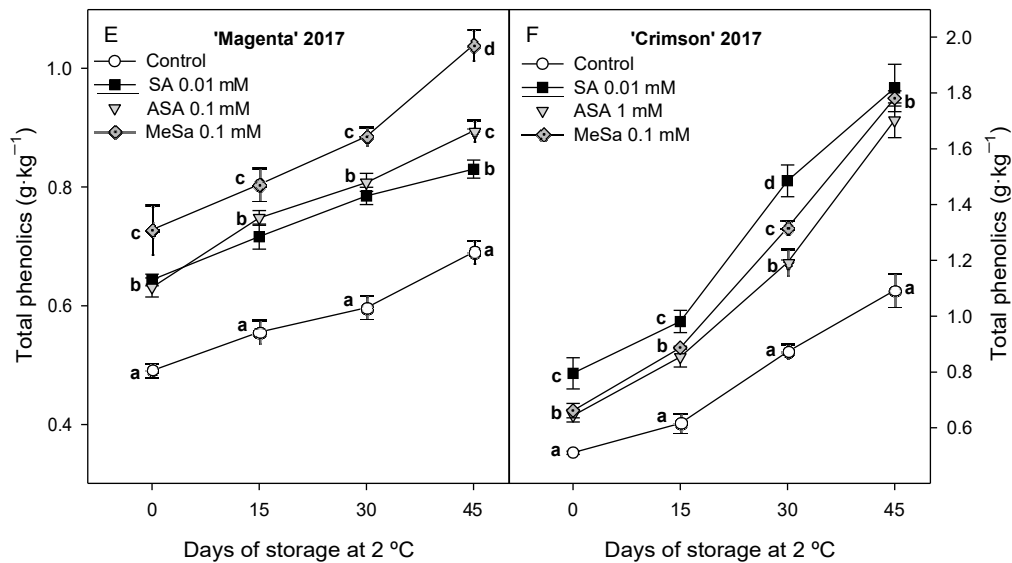 E
'Magenta' 2017
Control
SA 0.01 mM
ASA 0.1 mM
MeSa 0.1 mM
Total phenolics (g·kg−1)
1.0
0.8
0.6
0.4
d
c
c
c
b
c
b
b
b
a
a
a
a
0
15
30
45
Days of storage at 2 ºC
F
'Crimson' 2017
Control
SA 0.01 mM
ASA 1 mM
MeSa 0.1 mM
b
d
c
b
a
c
b
a
a
c
b
a
2.0
1.8
1.6
1.4
1.2
1.0
0.8
0.6
Total phenolics (g·kg−1)
0
15
30
45
Days of storage at 2 ºC